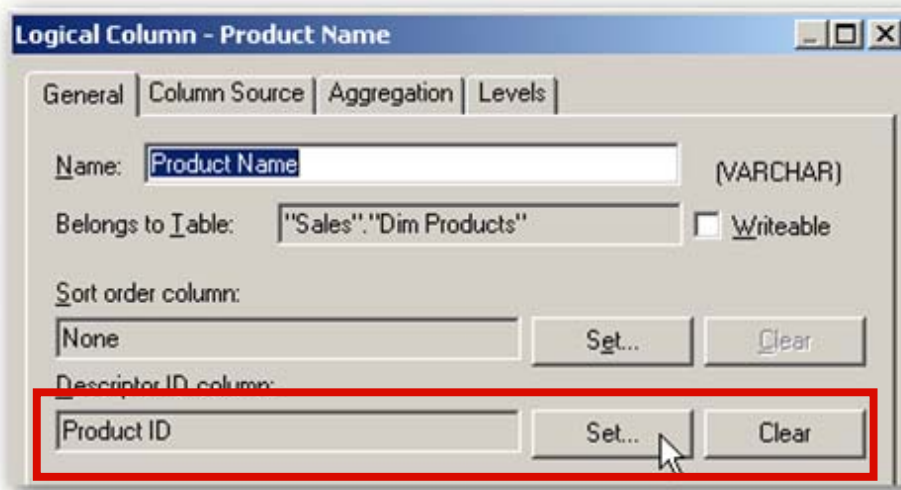 Logical Column - Product Name
General Column Source Aggregation Levels
Name: Product Name (VARCHAR)
Belongs to Table: "Sales"."Dim Products" Writeable
Sort order column:
None Set... Clear
Descriptor ID column:
Product ID Set... Clear